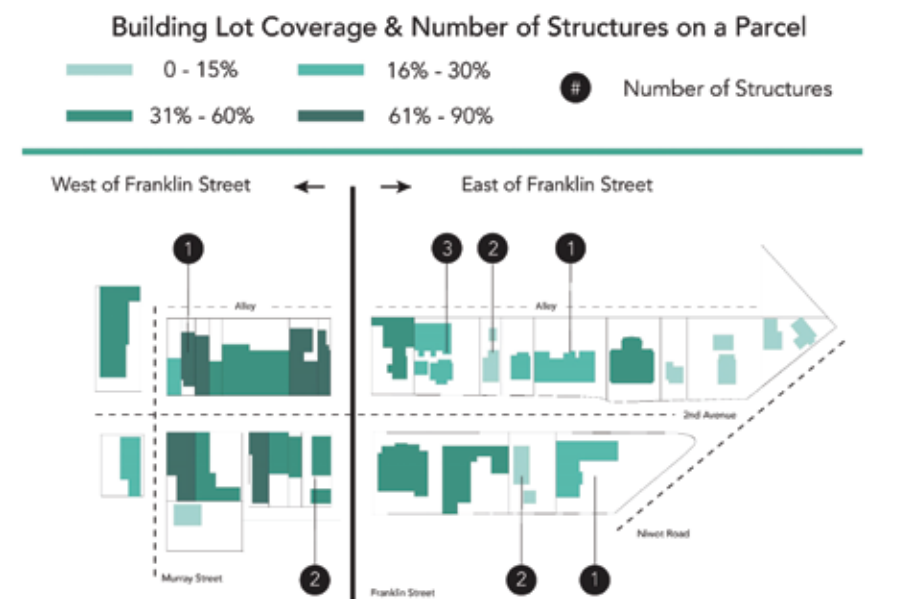 Building Lot Coverage & Number of Structures on a Parcel
0 - 15%
16% - 30%
# Number of Structures
31% - 60%
61% - 90%
West of Franklin Street
East of Franklin Street
1
3
2
1
Alley
Alley
2nd Avenue
Niwot Road
Murray Street
2
2
1
Franklin Street